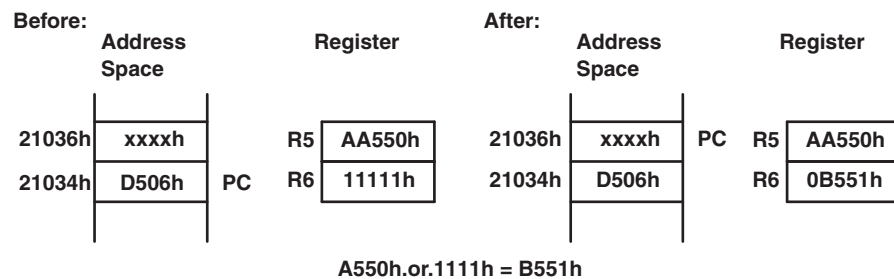 Before:
Address Space
Register
After:
Address Space
Register
21036h xxxxh R5 AA550h 21036h xxxxh PC R5 AA550h
21034h D506h PC R6 11111h 21034h D506h R6 0B551h
A550h.or.1111h = B551h